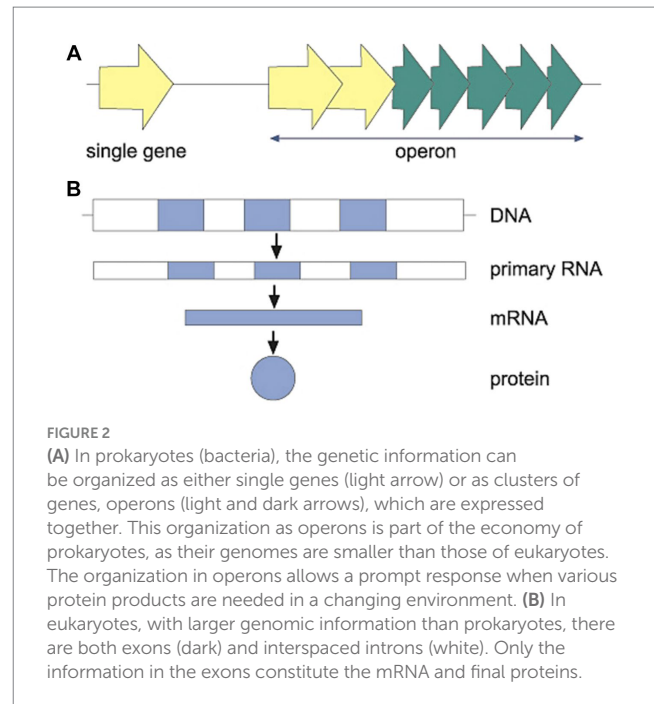 A
single gene
operon
B
DNA
primary RNA
mRNA
protein
FIGURE 2
(A) In prokaryotes (bacteria), the genetic information can
be organized as either single genes (light arrow) or as clusters of
genes, operons (light and dark arrows), which are expressed
together. This organization as operons is part of the economy of
prokaryotes, as their genomes are smaller than those of eukaryotes.
The organization in operons allows a prompt response when various
protein products are needed in a changing environment. (B) In
eukaryotes, with larger genomic information than prokaryotes, there
are both exons (dark) and interspaced introns (white). Only the
information in the exons constitute the mRNA and final proteins.